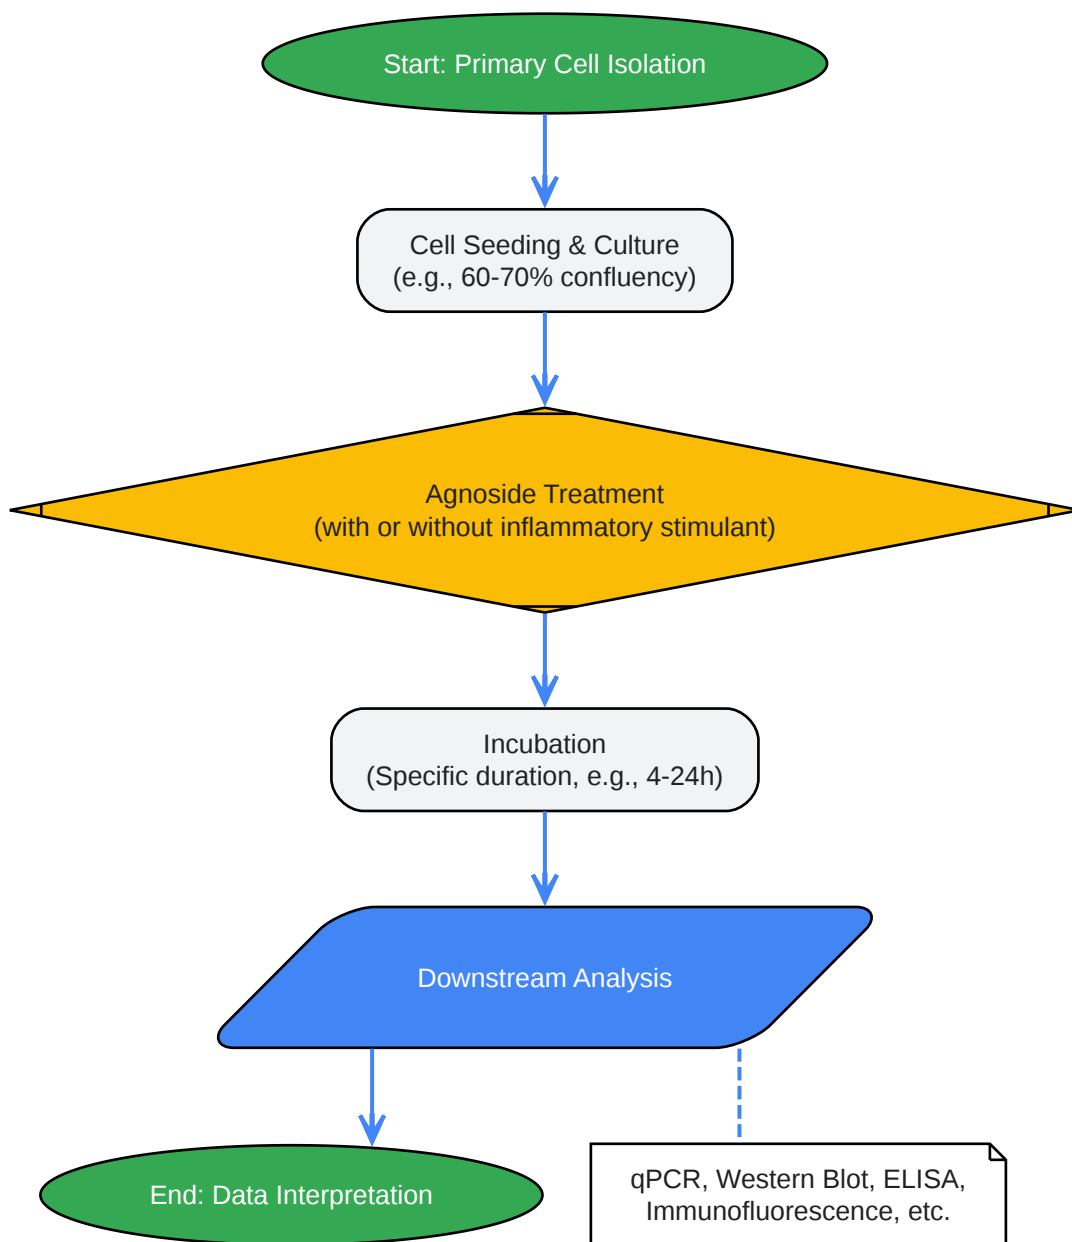 Start: Primary Cell Isolation
Cell Seeding & Culture
(e.g., 60-70% confluency)
Agnoside Treatment
(with or without inflammatory stimulant)
Incubation
(Specific duration, e.g., 4-24h)
Downstream Analysis
End: Data Interpretation
qPCR, Western Blot, ELISA,
Immunofluorescence, etc.